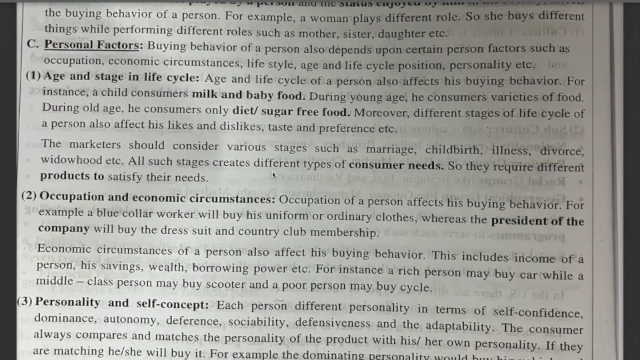 played by a person and the status enjoyed by him in the
the buying behavior of a person. For example, a woman plays different role. So she buys different
things while performing different roles such as mother, sister, daughter etc.
C. Personal Factors: Buying behavior of a person also depends upon certain person factors such as
occupation, economic circumstances, life style, age and life cycle position, personality etc.
(1) Age and stage in life cycle: Age and life cycle of a person also affects his buying behavior. For
instance, a child consumers milk and baby food. During young age, he consumers varietics of food.
During old age, he consumers only diet/ sugar free food. Moreover, different stages of life cycle of
a person also affect his likes and dislikes, taste and preference etc.
The marketers should consider various stages such as marriage, childbirth, illness, divorce,
widowhood etc. All such stages creates different types of consumer needs. So they require different
products to satisfy their needs.
(2) Occupation and economic circumstances: Occupation of a person affects his buying behavior. For
example a blue collar worker will buy his uniform or ordinary clothes, whereas the president of the
company will buy the dress suit and country club membership.
Economic circumstances of a person also affect his buying behavior. This includes income of a
person, his savings, wealth, borrowing power etc. For instance a rich person may buy car while a
middle – class person may buy scooter and a poor person may buy cycle.
(3) Personality and self-concept: Each person different personality in terms of self-confidence,
dominance, autonomy, deference, sociability, defensiveness and the adaptability. The consumer
always compares and matches the personality of the product with his/ her own personality. If they
are matching he/she will buy it. For example the dominating personality would buy